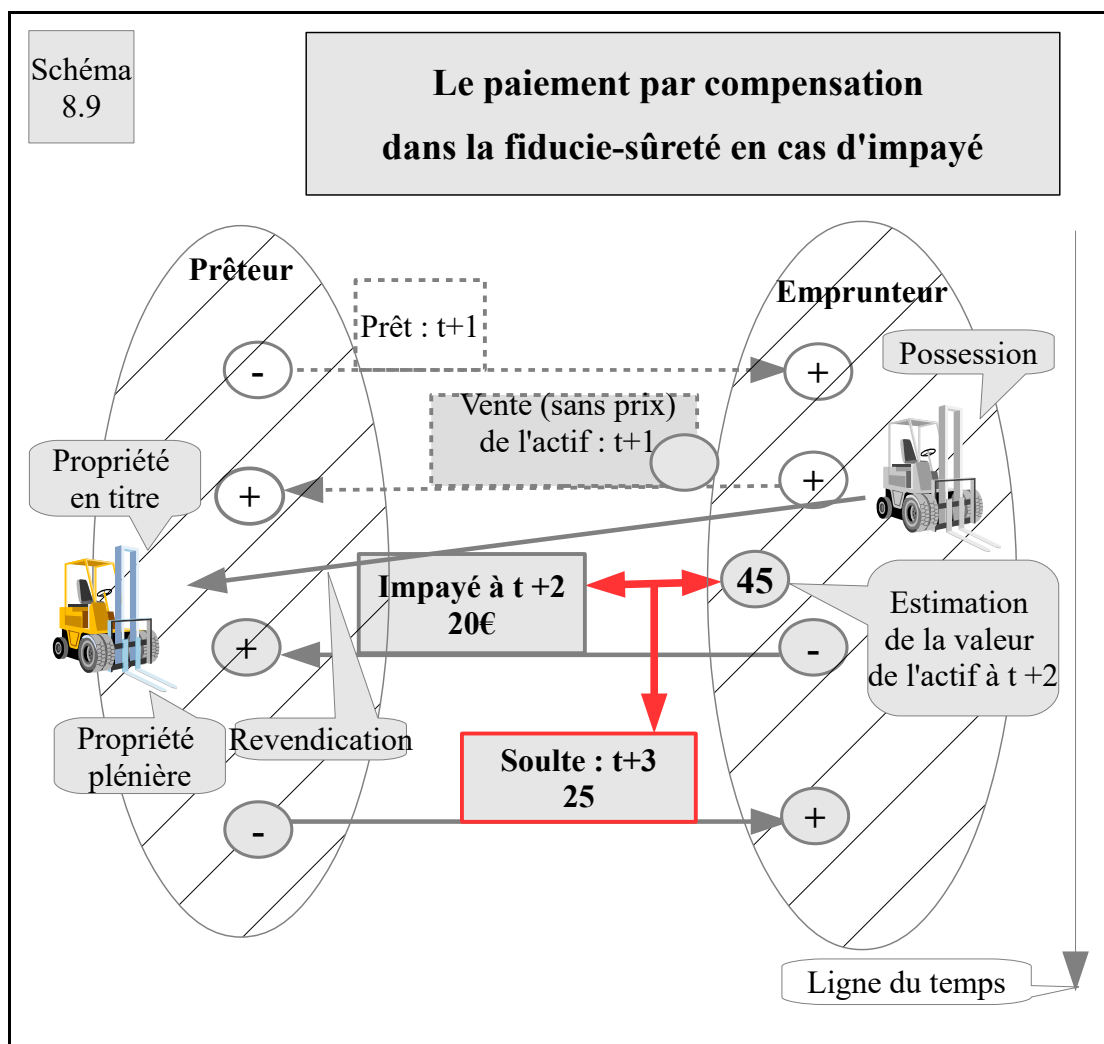 Schéma
8.9
Le paiement par compensation
dans la fiducie-sûreté en cas d'impayé
Prêteur
Emprunteur
Prêt : t+1
-
+
Possession
Vente (sans prix)
de l'actif : t+1
Propriété
en titre
+
+
Impayé à t +2
20€
45
Estimation
de la valeur
de l'actif à t +2
+
-
Propriété
plénière
Revendication
Soulte : t+3
25
-
+
Ligne du temps